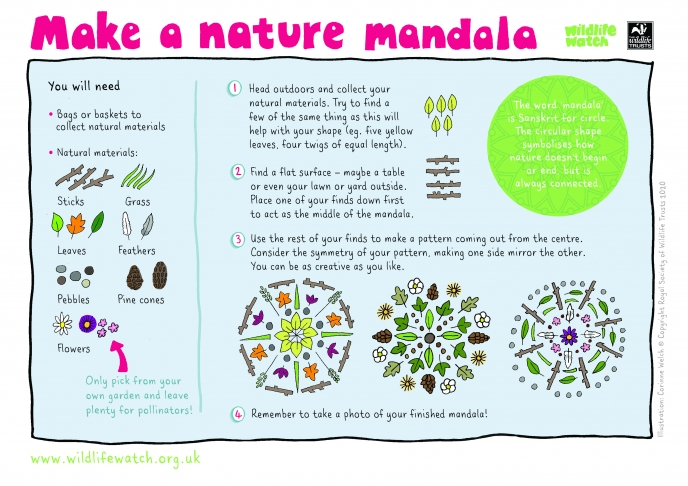 Make a nature mandala
wildlife
watch
wildlife
TRUSTS
You will need
• Bags or baskets to
collect natural materials
• Natural materials:
Sticks
Grass
Leaves
Feathers
Pebbles
Pine cones
Flowers
Only pick from your
own garden and leave
plenty for pollinators!
1 Head outdoors and collect your
natural materials. Try to find a
few of the same thing as this will
help with your shape (eg. five yellow
leaves, four twigs of equal length).
2 Find a flat surface – maybe a table
or even your lawn or yard outside.
Place one of your finds down first
to act as the middle of the mandala.
3 Use the rest of your finds to make a pattern coming out from the centre.
Consider the symmetry of your pattern, making one side mirror the other.
You can be as creative as you like.
4 Remember to take a photo of your finished mandala!
The word 'mandala'
is Sanskrit for circle.
The circular shape
symbolises how
nature doesn't begin
or end, but is
always connected.
Illustration: Corinne Welch © Copyright Royal Society of Wildlife Trusts 2020
www.wildlifewatch.org.uk